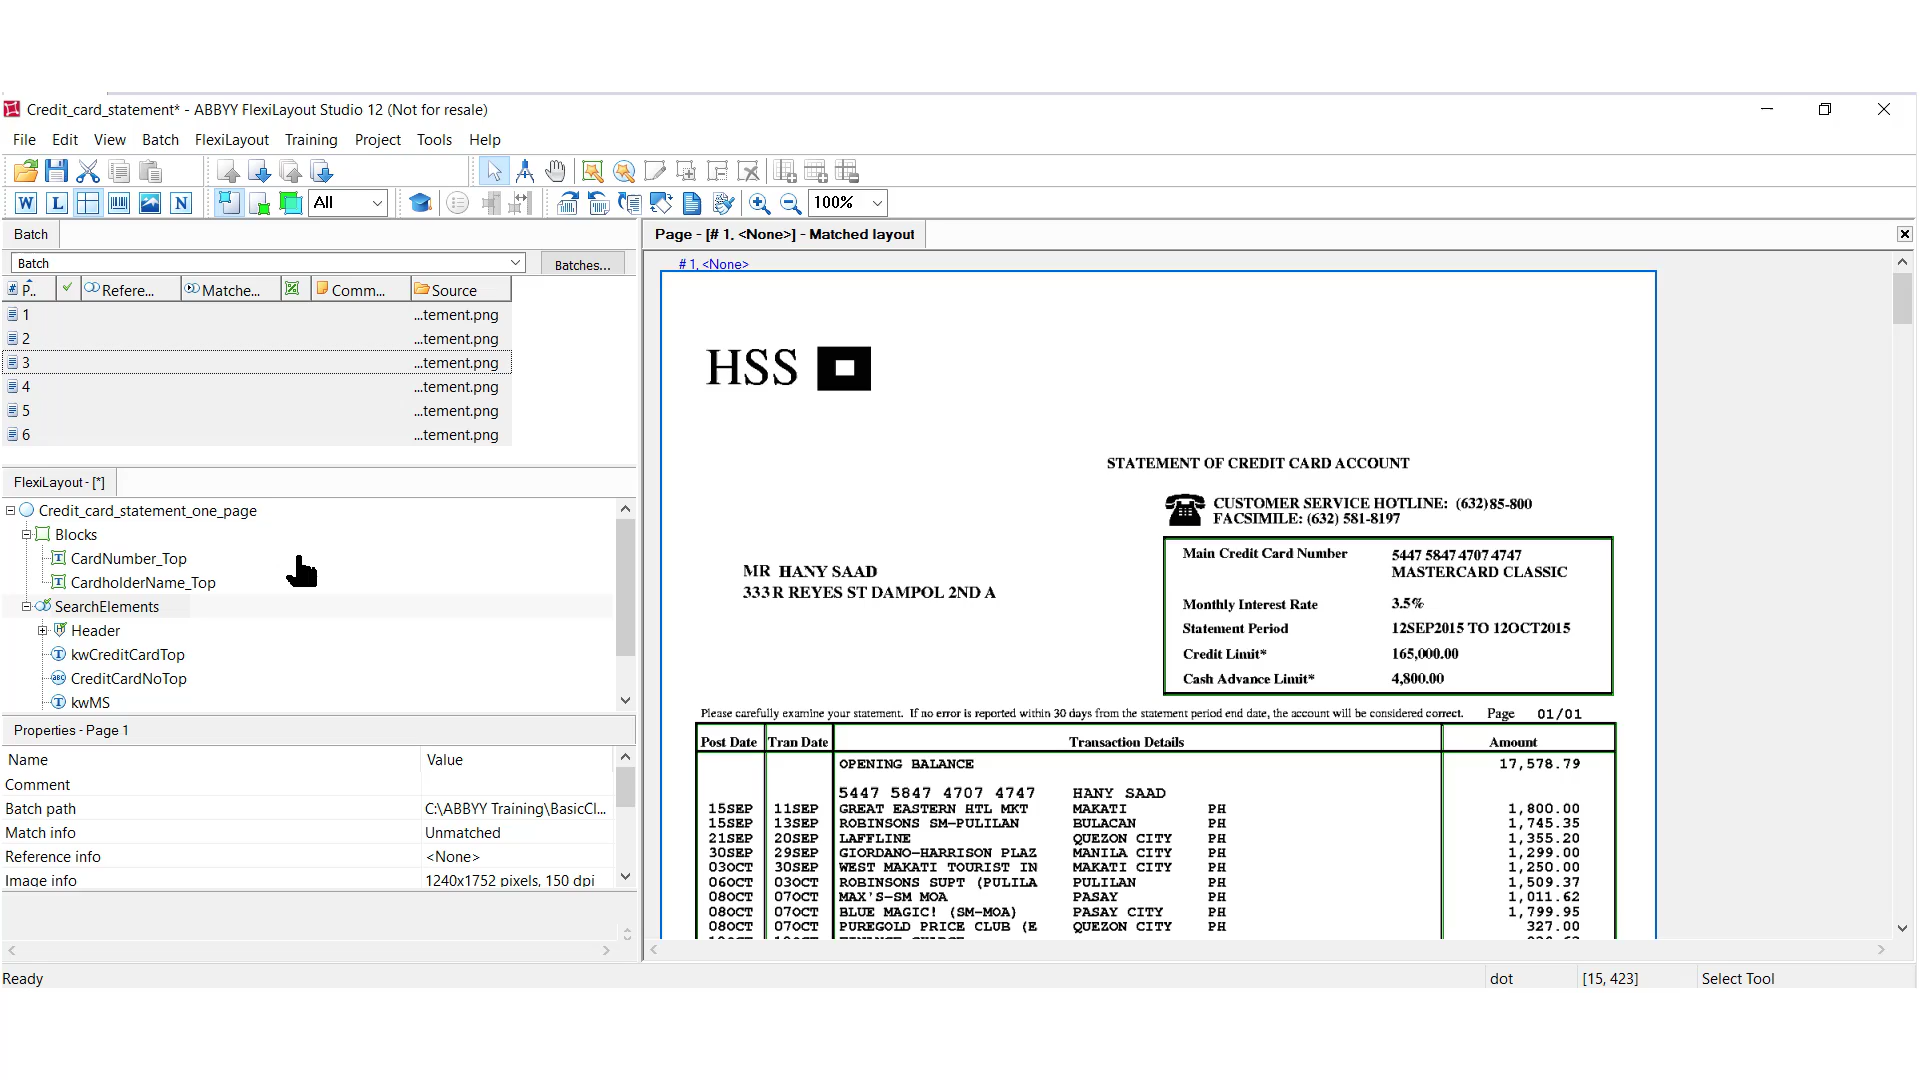 Credit_card_statement* - ABBYY FlexiLayout Studio 12 (Not for resale)
File Edit View Batch FlexiLayout Training Project Tools Help
W L N All 100%
Batch
Batch Batches...
# P.. Refere... Matche... Comm... Source
1 ...tement.png
2 ...tement.png
3 ...tement.png
4 ...tement.png
5 ...tement.png
6 ...tement.png
FlexiLayout - [*]
Credit_card_statement_one_page
Blocks
CardNumber_Top
CardholderName_Top
SearchElements
Header
kwCreditCardTop
CreditCardNoTop
kwMS
Properties - Page 1
Name Value
Comment
Batch path C:\ABBYY Training\BasicCl...
Match info Unmatched
Reference info <None>
Image info 1240x1752 pixels, 150 dpi
Page - [# 1, <None>] - Matched layout
# 1, <None>
HSS
STATEMENT OF CREDIT CARD ACCOUNT
CUSTOMER SERVICE HOTLINE: (632)85-800
FACSIMILE: (632) 581-8197
MR HANY SAAD
333R REYES ST DAMPOL 2ND A
Main Credit Card Number 5447 5847 4707 4747
MASTERCARD CLASSIC
Monthly Interest Rate 3.5%
Statement Period 12SEP2015 TO 12OCT2015
Credit Limit* 165,000.00
Cash Advance Limit* 4,800.00
Please carefully examine your statement. If no error is reported within 30 days from the statement period end date, the account will be considered correct. Page 01/01
Post Date Tran Date Transaction Details Amount
OPENING BALANCE 17,578.79
5447 5847 4707 4747 HANY SAAD
15SEP 11SEP GREAT EASTERN HTL MKT MAKATI PH 1,800.00
15SEP 13SEP ROBINSONS SM-PULILAN BULACAN PH 1,745.35
21SEP 20SEP LAFFLINE QUEZON CITY PH 1,355.20
30SEP 29SEP GIORDANO-HARRISON PLAZ MANILA CITY PH 1,299.00
03OCT 30SEP WEST MAKATI TOURIST IN MAKATI CITY PH 1,250.00
06OCT 03OCT ROBINSONS SUPT (PULILA PULILAN PH 1,509.37
08OCT 07OCT MAX'S-SM MOA PASAY PH 1,011.62
08OCT 07OCT BLUE MAGIC! (SM-MOA) PASAY CITY PH 1,799.95
08OCT 07OCT PUREGOLD PRICE CLUB (E QUEZON CITY PH 327.00
Ready dot [15, 423] Select Tool